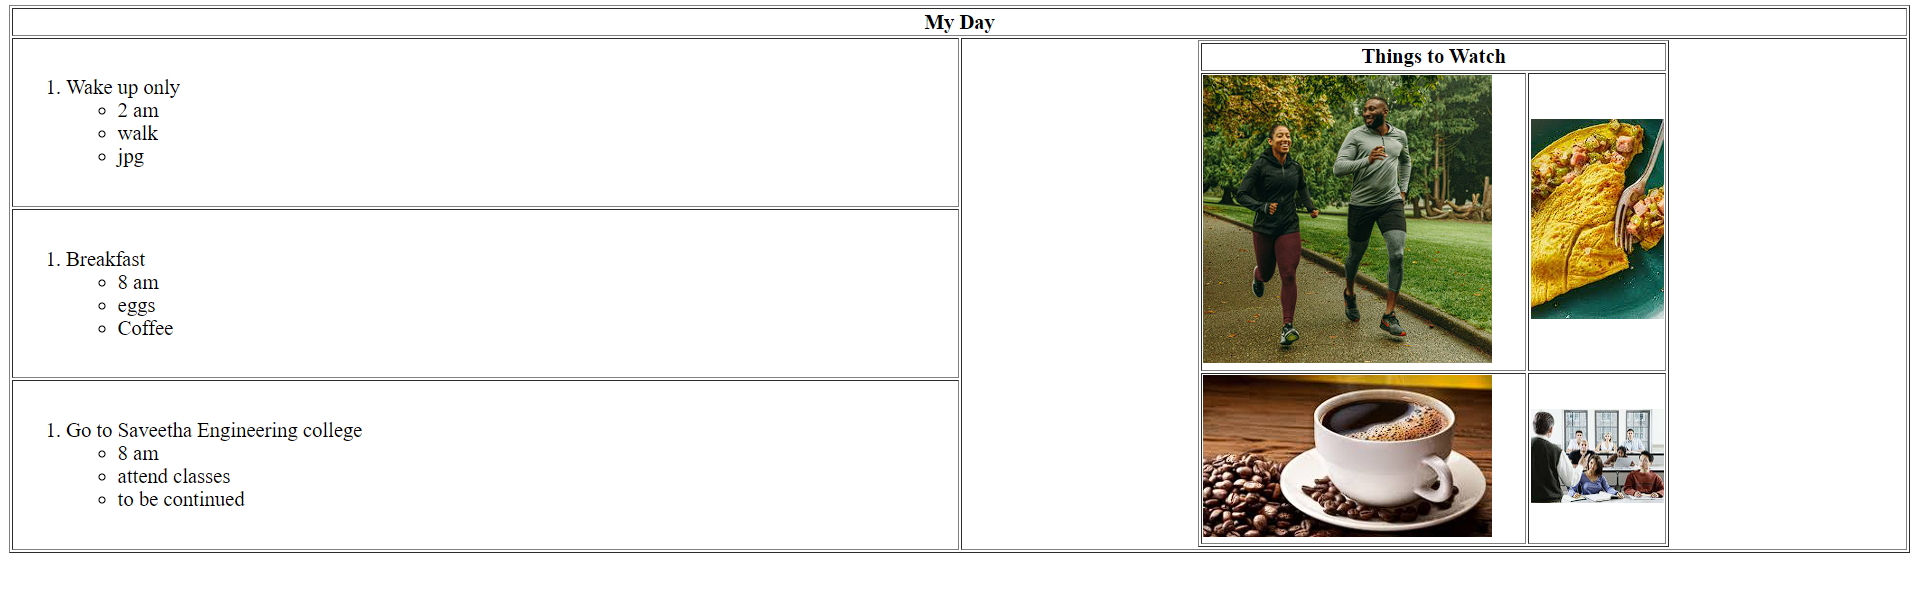 My Day
1. Wake up only
2 am
walk
jpg
1. Breakfast
8 am
eggs
Coffee
1. Go to Saveetha Engineering college
8 am
attend classes
to be continued
Things to Watch